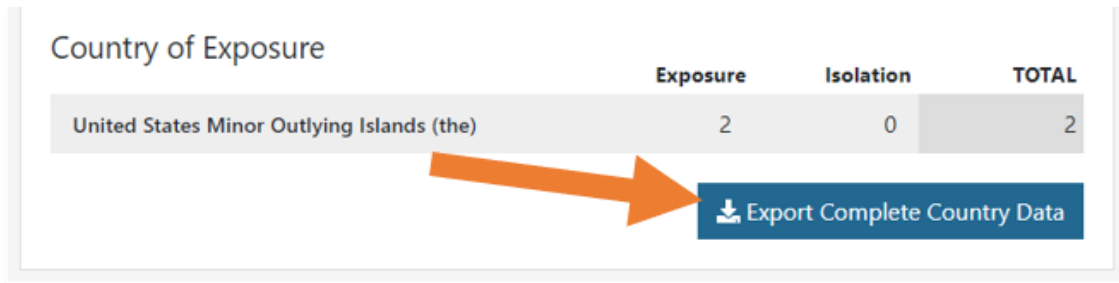 Country of Exposure
Exposure Isolation TOTAL
United States Minor Outlying Islands (the) 2 0 2
Export Complete Country Data